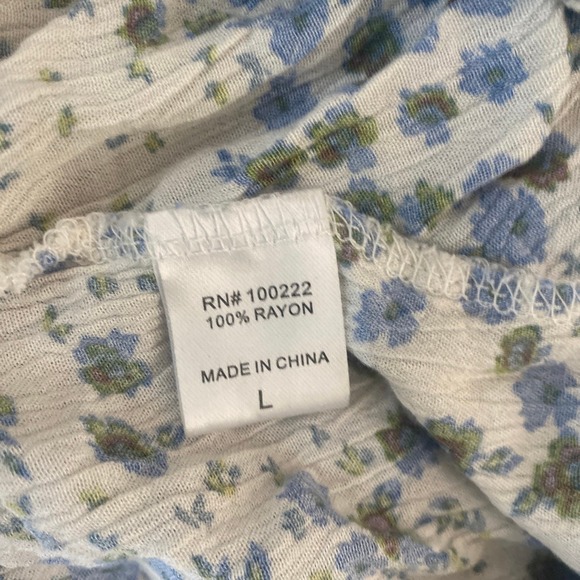 RN# 100222
100% RAYON
MADE IN CHINA
L